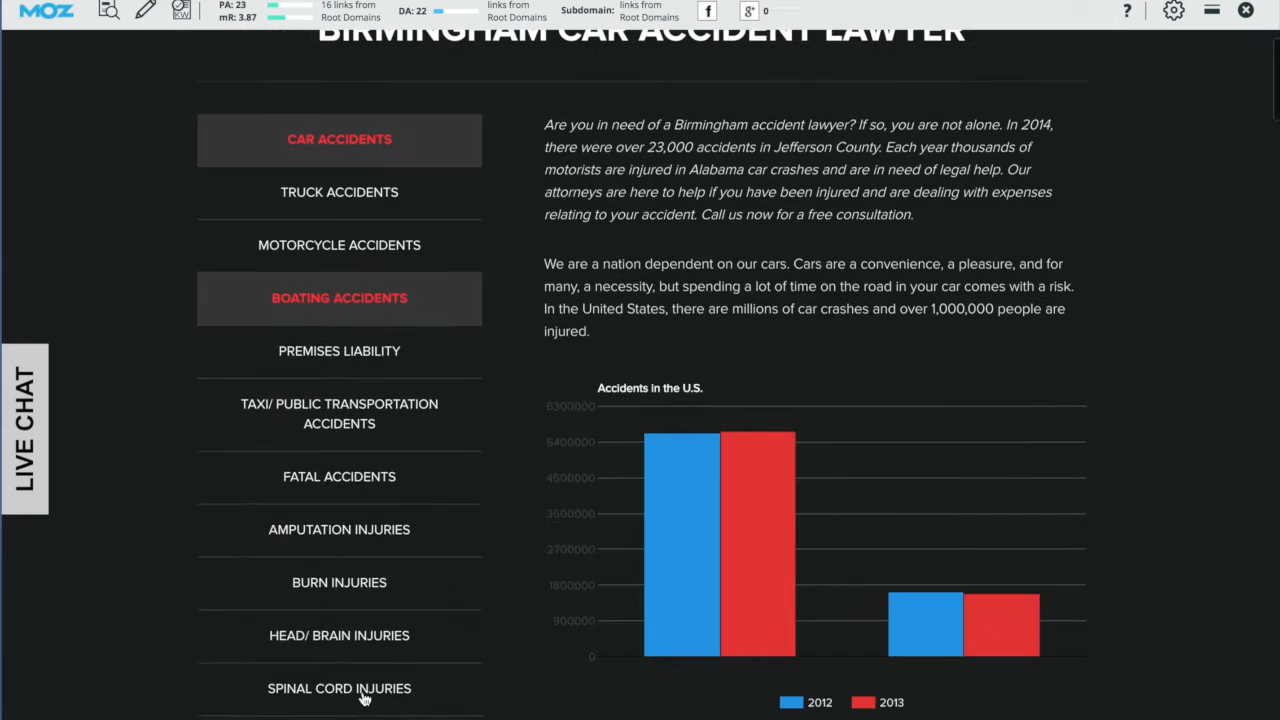 MOZ
KW
PA: 23
mR: 3.87
16 links from
Root Domains
DA: 22
links from
Root Domains
Subdomain:
links from
Root Domains
f
g+
0
?
BIRMINGHAM CAR ACCIDENT LAWYER
CAR ACCIDENTS
TRUCK ACCIDENTS
MOTORCYCLE ACCIDENTS
BOATING ACCIDENTS
PREMISES LIABILITY
TAXI/ PUBLIC TRANSPORTATION
ACCIDENTS
FATAL ACCIDENTS
AMPUTATION INJURIES
BURN INJURIES
HEAD/ BRAIN INJURIES
SPINAL CORD INJURIES
LIVE CHAT
Are you in need of a Birmingham accident lawyer? If so, you are not alone. In 2014,
there were over 23,000 accidents in Jefferson County. Each year thousands of
motorists are injured in Alabama car crashes and are in need of legal help. Our
attorneys are here to help if you have been injured and are dealing with expenses
relating to your accident. Call us now for a free consultation.
We are a nation dependent on our cars. Cars are a convenience, a pleasure, and for
many, a necessity, but spending a lot of time on the road in your car comes with a risk.
In the United States, there are millions of car crashes and over 1,000,000 people are
injured.
Accidents in the U.S.
6300000
5400000
4500000
3600000
2700000
1800000
900000
0
2012
2013